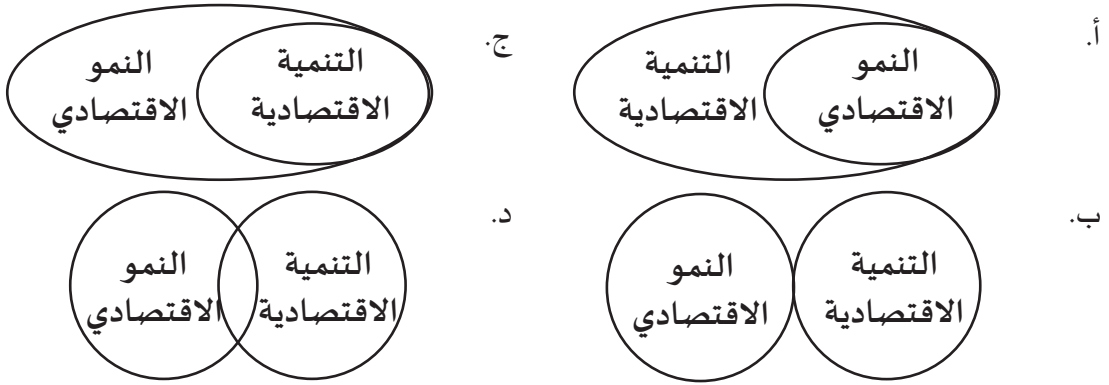 أ.
النمو
الاقتصادي
التنمية
الاقتصادية
ج.
التنمية
الاقتصادية
النمو
الاقتصادي
ب.
التنمية
الاقتصادية
النمو
الاقتصادي
د.
التنمية
الاقتصادية
النمو
الاقتصادي